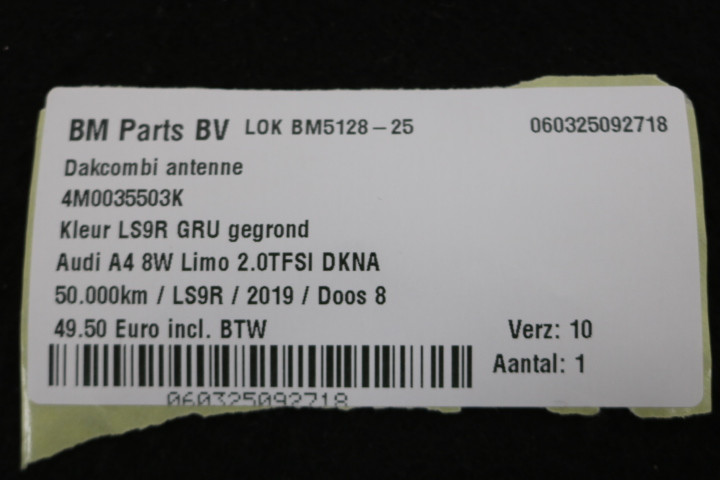 BM Parts BV LOK BM5128-25 060325092718
Dakcombi antenne
4M0035503K
Kleur LS9R GRU gegrond
Audi A4 8W Limo 2.0TFSI DKNA
50.000km / LS9R / 2019 / Doos 8
49.50 Euro incl. BTW Verz: 10
Aantal: 1
060325092718